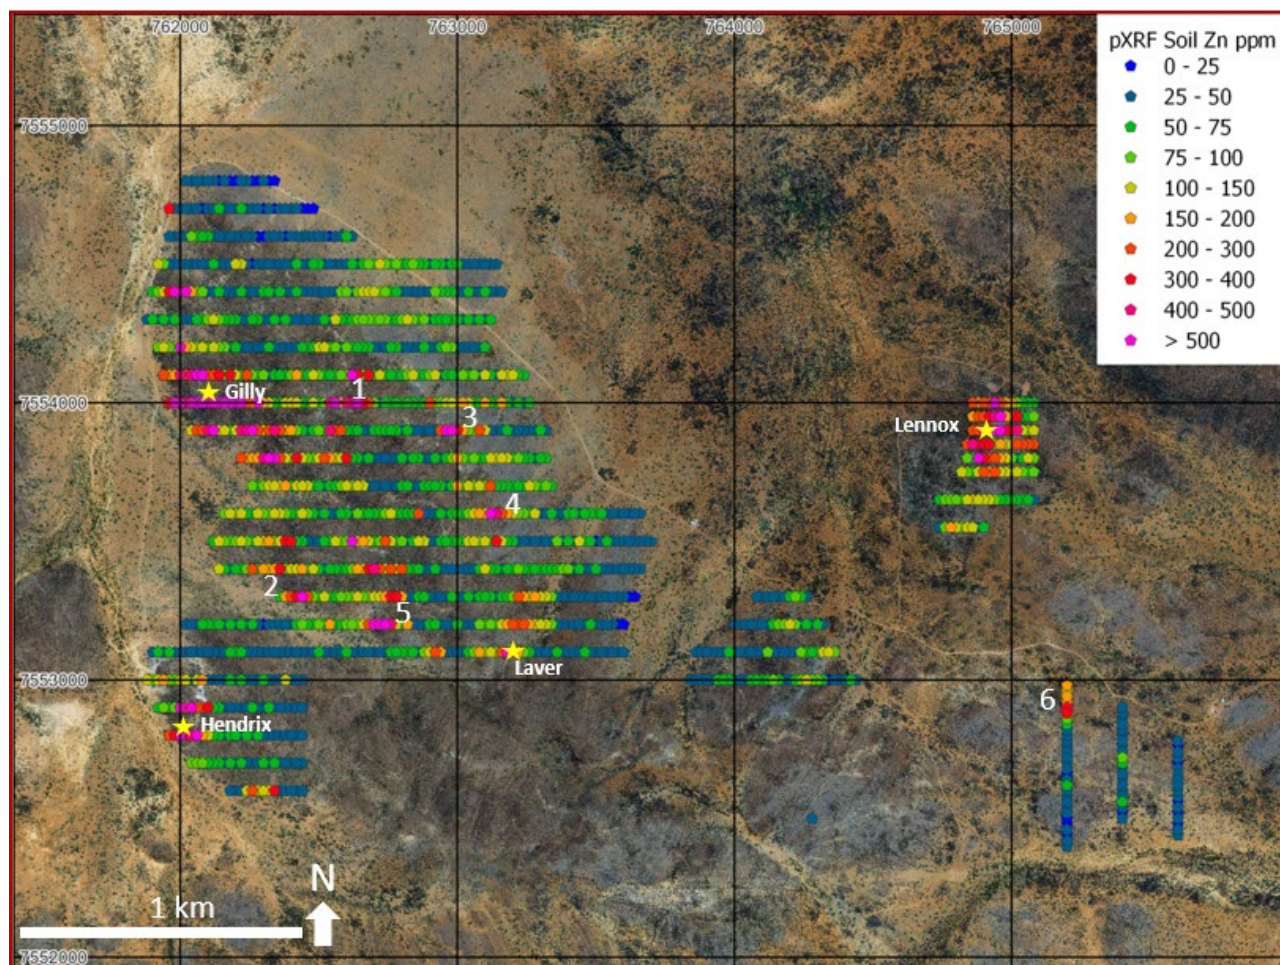 762000 763000 764000 765000
pXRF Soil Zn ppm
0 - 25
25 - 50
50 - 75
75 - 100
100 - 150
150 - 200
200 - 300
300 - 400
400 - 500
> 500
7555000
Gilly
1
7554000
3
Lennox
4
2
5
Laver
7553000
6
Hendrix
N
1 km
7552000